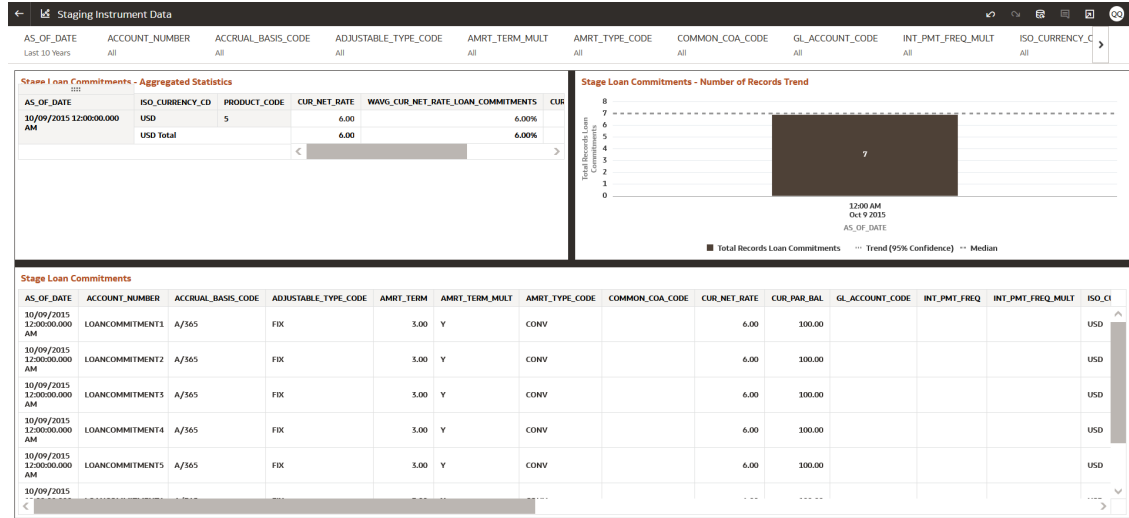 Staging Instrument Data
QQ
AS_OF_DATE ACCOUNT_NUMBER ACCRUAL_BASIS_CODE ADJUSTABLE_TYPE_CODE AMRT_TERM_MULT AMRT_TYPE_CODE COMMON_COA_CODE GL_ACCOUNT_CODE INT_PMT_FREQ_MULT ISO_CURRENCY_C
Last 10 Years All All All All All All All All All
Stage Loan Commitments - Aggregated Statistics
AS_OF_DATE ISO_CURRENCY_CD PRODUCT_CODE CUR_NET_RATE WAVG_CUR_NET_RATE_LOAN_COMMITMENTS CUR
10/09/2015 12:00:00.000 USD 5 6.00 6.00%
AM
USD Total 6.00 6.00%
Stage Loan Commitments - Number of Records Trend
Total Records Loan
Commitments
8
7
6
5
4
3
2
1
0
7
12:00 AM
Oct 9 2015
AS_OF_DATE
Total Records Loan Commitments Trend (95% Confidence) Median
Stage Loan Commitments
AS_OF_DATE ACCOUNT_NUMBER ACCRUAL_BASIS_CODE ADJUSTABLE_TYPE_CODE AMRT_TERM AMRT_TERM_MULT AMRT_TYPE_CODE COMMON_COA_CODE CUR_NET_RATE CUR_PAR_BAL GL_ACCOUNT_CODE INT_PMT_FREQ INT_PMT_FREQ_MULT ISO_CU
10/09/2015
12:00:00.000 LOANCOMMITMENT1 A/365 FIX 3.00 Y CONV 6.00 100.00 USD
AM
10/09/2015
12:00:00.000 LOANCOMMITMENT2 A/365 FIX 3.00 Y CONV 6.00 100.00 USD
AM
10/09/2015
12:00:00.000 LOANCOMMITMENT3 A/365 FIX 3.00 Y CONV 6.00 100.00 USD
AM
10/09/2015
12:00:00.000 LOANCOMMITMENT4 A/365 FIX 3.00 Y CONV 6.00 100.00 USD
AM
10/09/2015
12:00:00.000 LOANCOMMITMENT5 A/365 FIX 3.00 Y CONV 6.00 100.00 USD
AM
10/09/2015